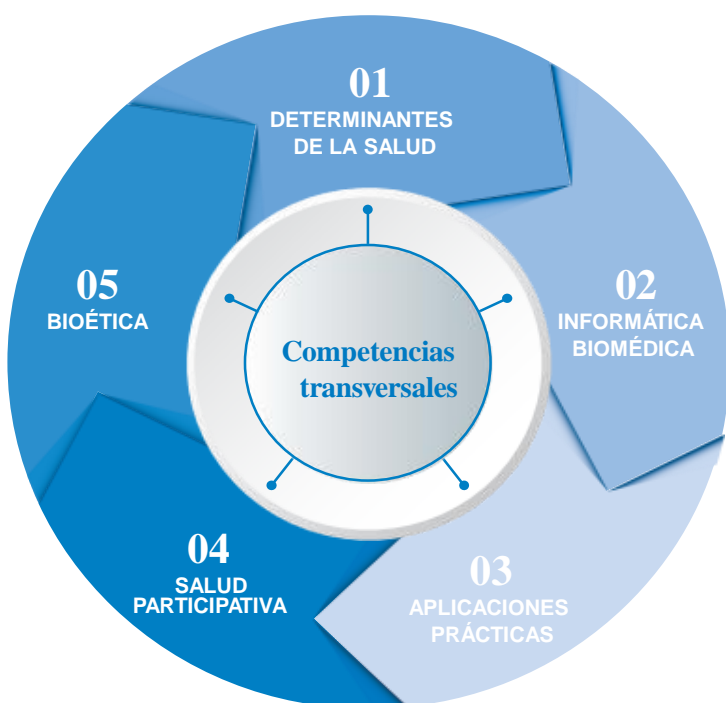 01
DETERMINANTES
DE LA SALUD
02
INFORMÁTICA
BIOMÉDICA
03
APLICACIONES
PRÁCTICAS
04
SALUD
PARTICIPATIVA
05
BIOÉTICA
Competencias
transversales